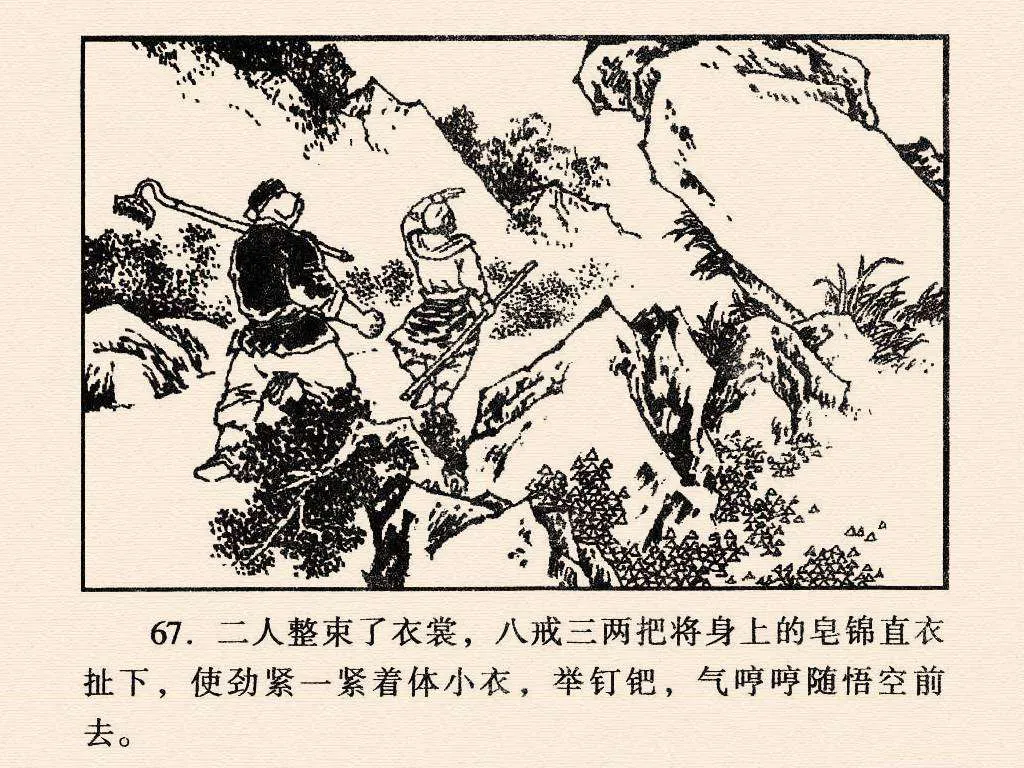 67. 二人整束了衣裳，八戒三两把将身上的皂锦直衣
扯下，使劲紧一紧着体小衣，举钉钯，气哼哼随悟空前
去。